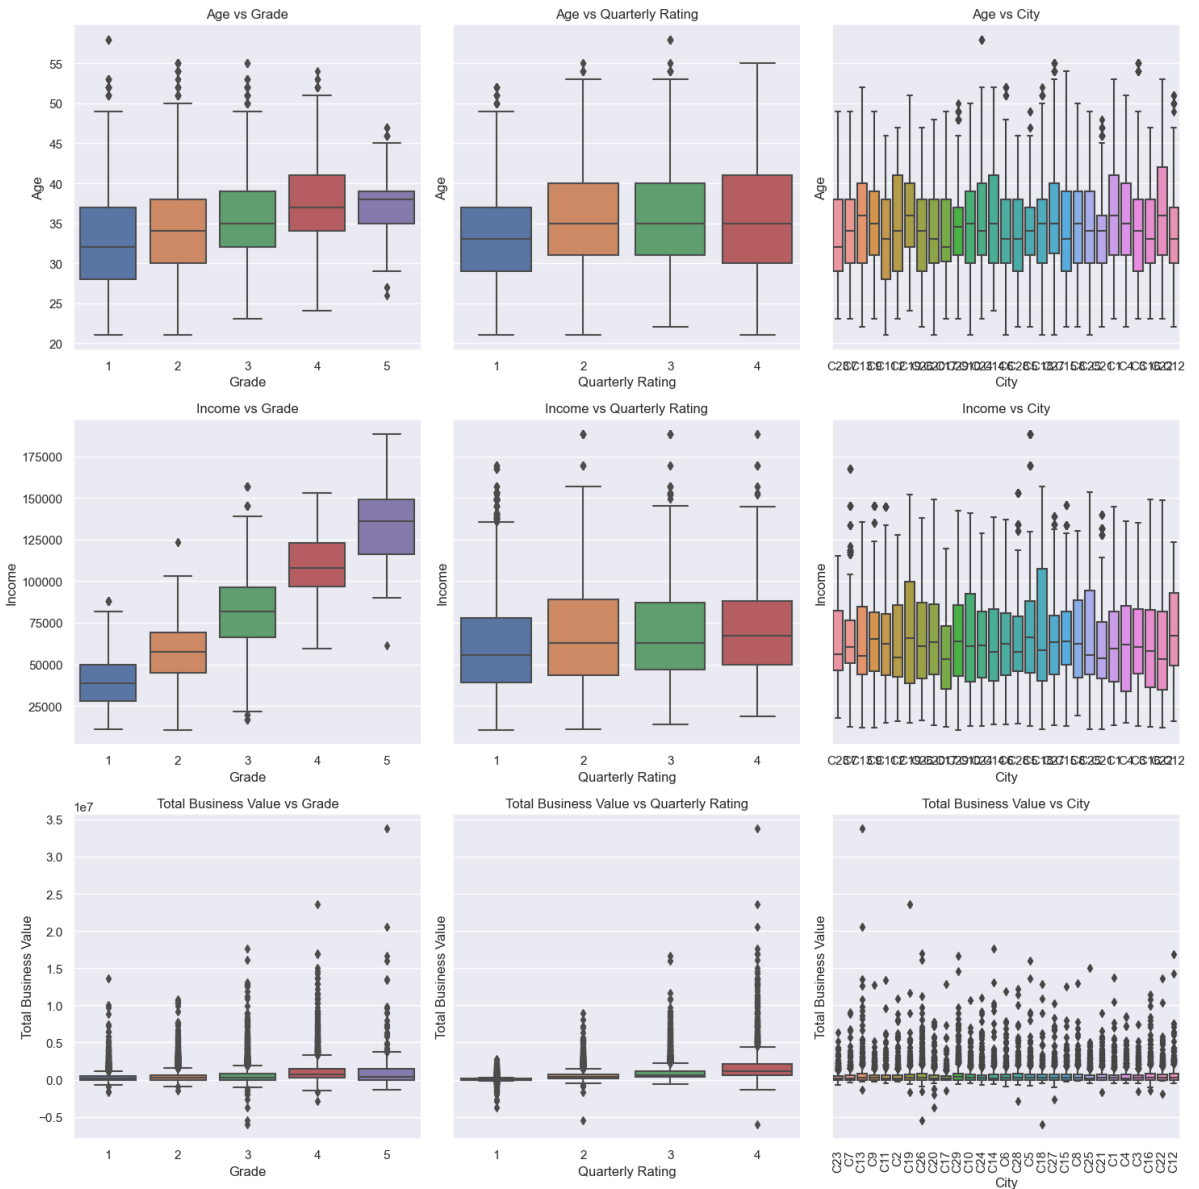 Age vs Grade
Age
55
50
45
40
35
30
25
20
1 2 3 4 5
Grade
Age vs Quarterly Rating
Age
1 2 3 4
Quarterly Rating
Age vs City
Age
City
Income vs Grade
Income
175000
150000
125000
100000
75000
50000
25000
1 2 3 4 5
Grade
Income vs Quarterly Rating
Income
1 2 3 4
Quarterly Rating
Income vs City
Income
City
Total Business Value vs Grade
1e7
Total Business Value
3.5
3.0
2.5
2.0
1.5
1.0
0.5
0.0
−0.5
1 2 3 4 5
Grade
Total Business Value vs Quarterly Rating
Total Business Value
1 2 3 4
Quarterly Rating
Total Business Value vs City
Total Business Value
C23 C7 C13 C9 C11 C2 C19 C26 C20 C17 C29 C10 C24 C14 C6 C28 C5 C18 C27 C15 C8 C25 C21 C1 C4 C3 C16 C22 C12
City